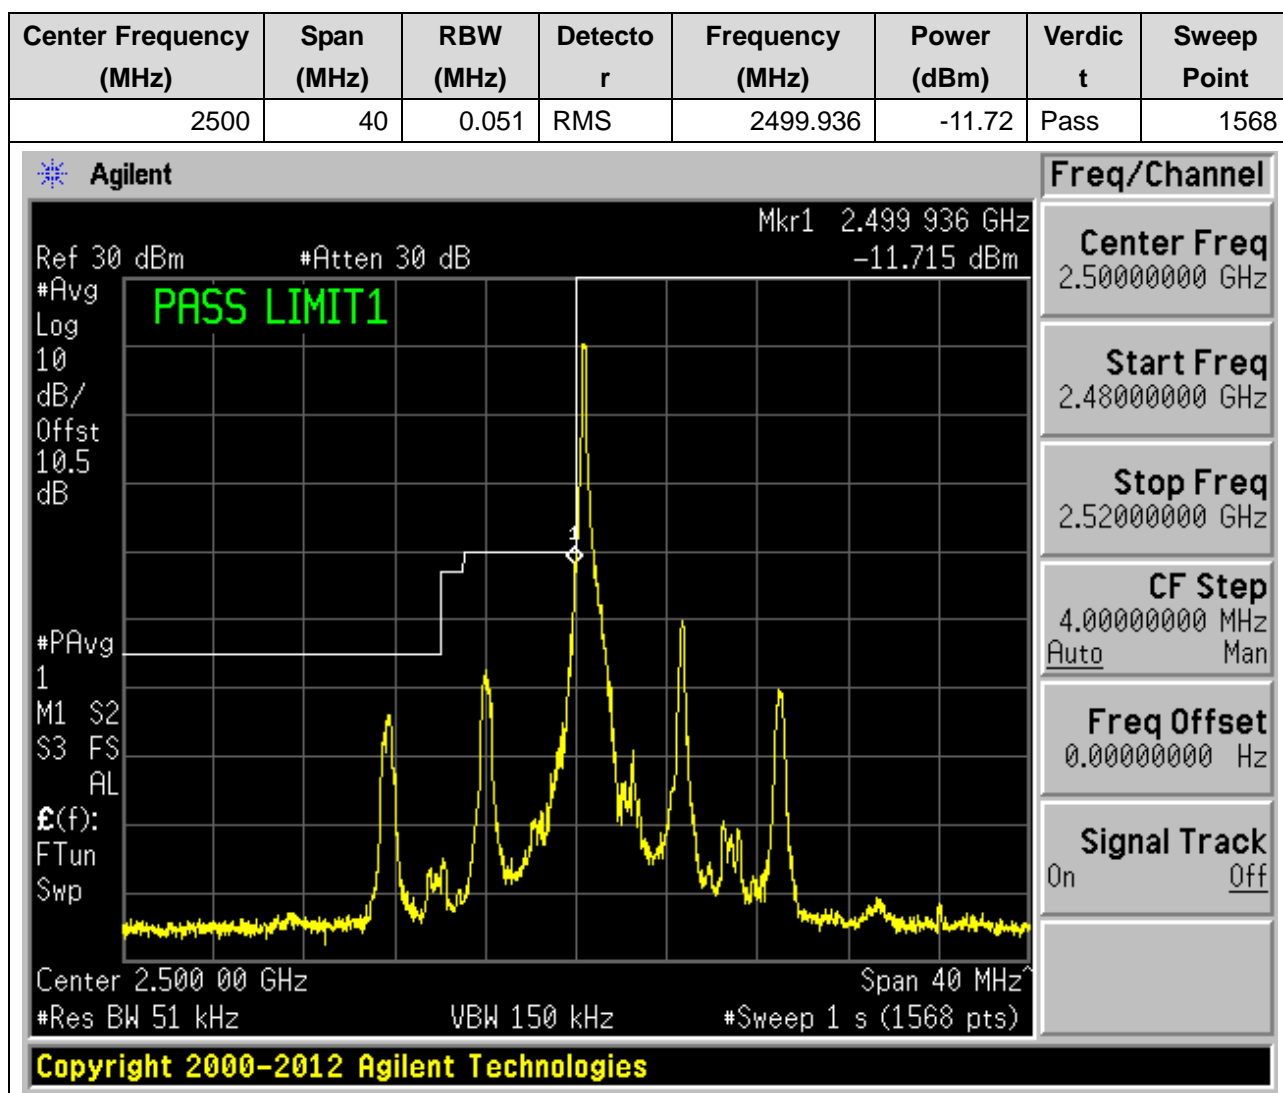 Center Frequency Span RBW Detecto Frequency Power Verdic Sweep
(MHz) (MHz) (MHz) r (MHz) (dBm) t Point
2500 40 0.051 RMS 2499.936 -11.72 Pass 1568
Agilent
Freq/Channel
Mkr1 2.499 936 GHz
Ref 30 dBm #Atten 30 dB -11.715 dBm
#Avg
Log
10
dB/
Offst
10.5
dB
PASS LIMIT1
1
#PAvg
1
M1 S2
S3 FS
AL
£(f):
FTun
Swp
Center 2.500 00 GHz Span 40 MHz^
#Res BW 51 kHz VBW 150 kHz #Sweep 1 s (1568 pts)
Center Freq
2.50000000 GHz
Start Freq
2.48000000 GHz
Stop Freq
2.52000000 GHz
CF Step
4.00000000 MHz
Auto Man
Freq Offset
0.00000000 Hz
Signal Track
On Off
Copyright 2000-2012 Agilent Technologies